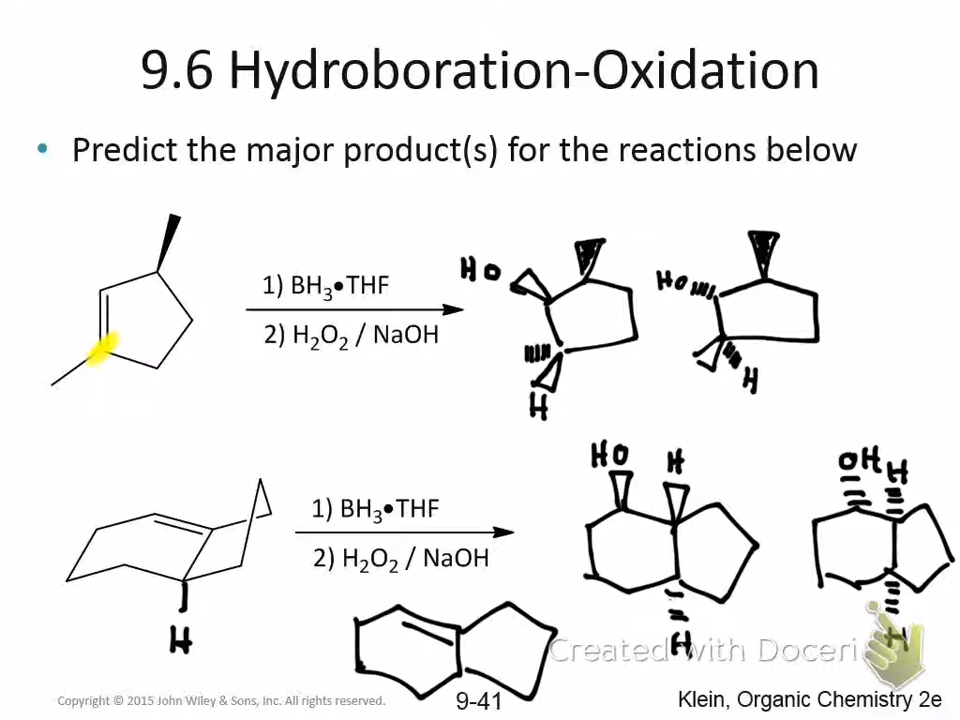 9.6 Hydroboration-Oxidation
• Predict the major product(s) for the reactions below
1) BH₃•THF
2) H₂O₂ / NaOH
HO
H
HO
H
1) BH₃•THF
2) H₂O₂ / NaOH
H
HO H
H
OH H
H
Created with Doceri
Copyright © 2015 John Wiley & Sons, Inc. All rights reserved.
9-41
Klein, Organic Chemistry 2e